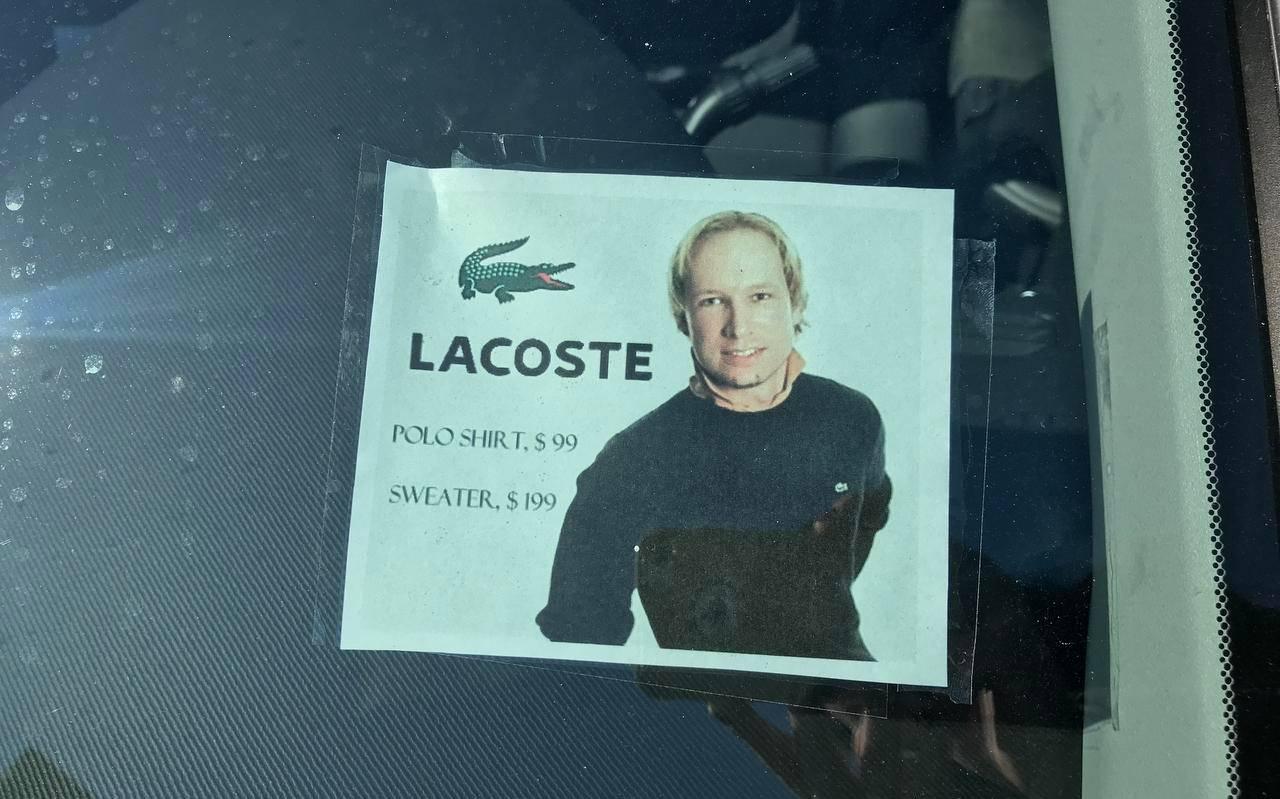 LACOSTE
POLO SHIRT, $ 99
SWEATER, $ 199